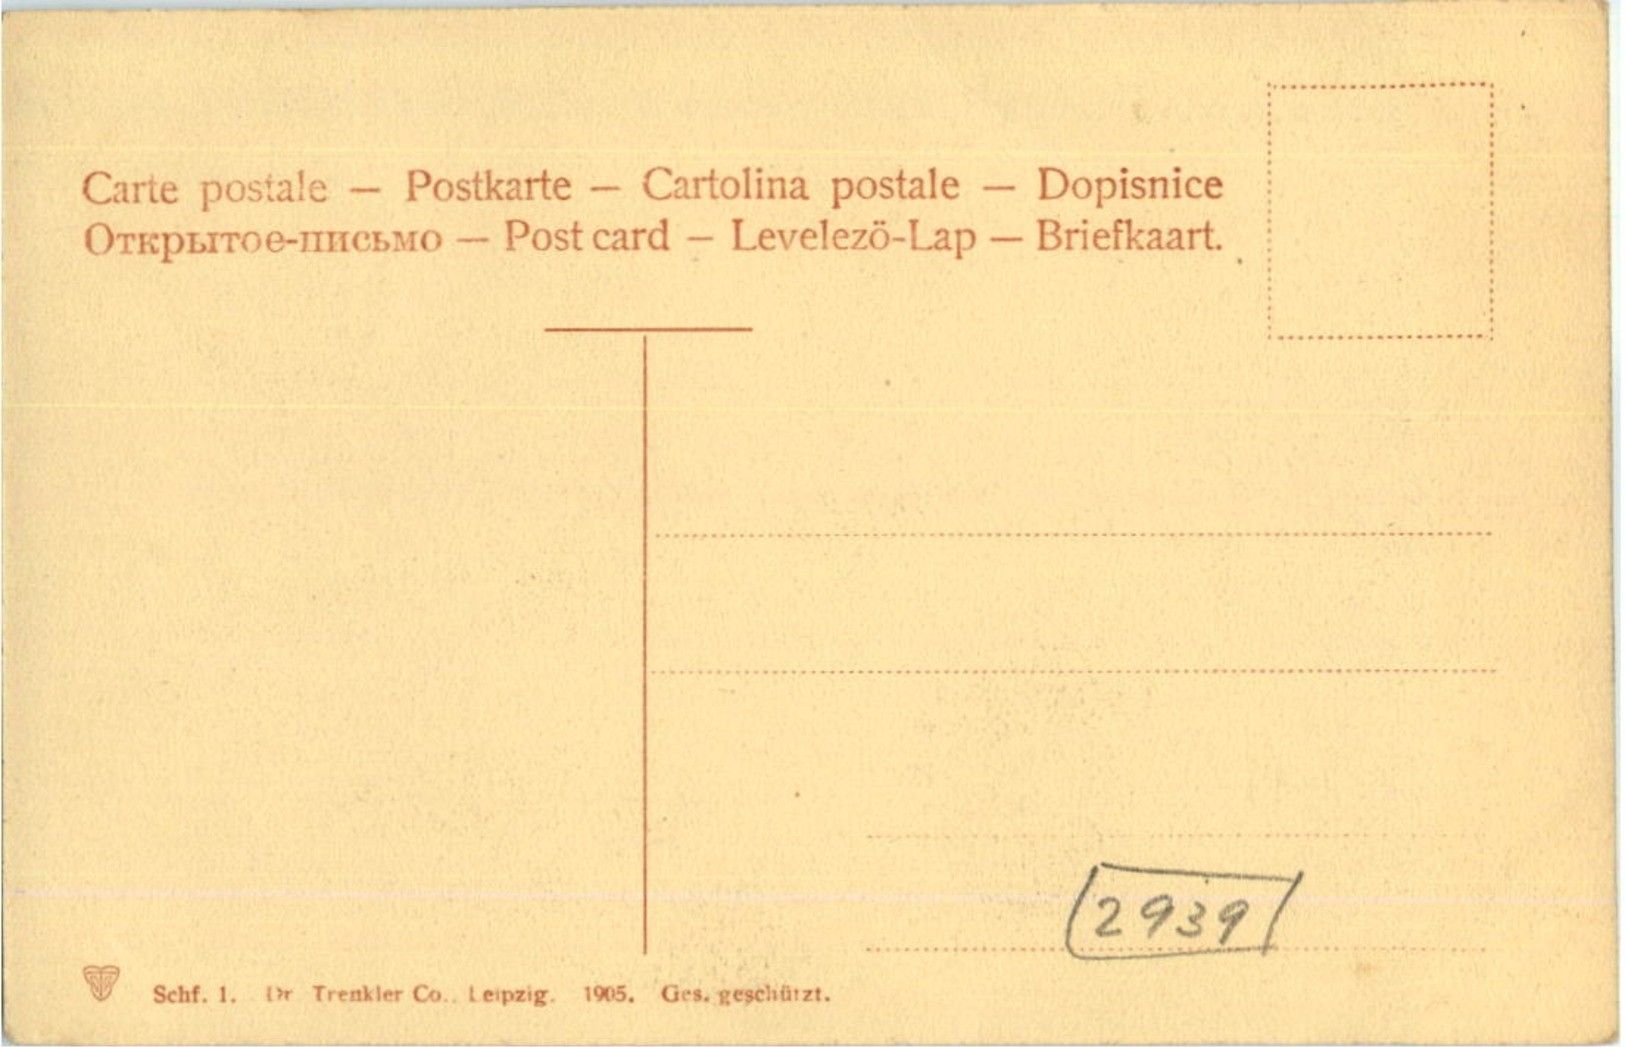 Carte postale — Postkarte — Cartolina postale — Dopisnice
Открытое-письмо — Post card — Levelezö-Lap — Briefkaart.
2939
Schf. 1. Dr Trenkler Co., Leipzig. 1905. Ges. geschützt.